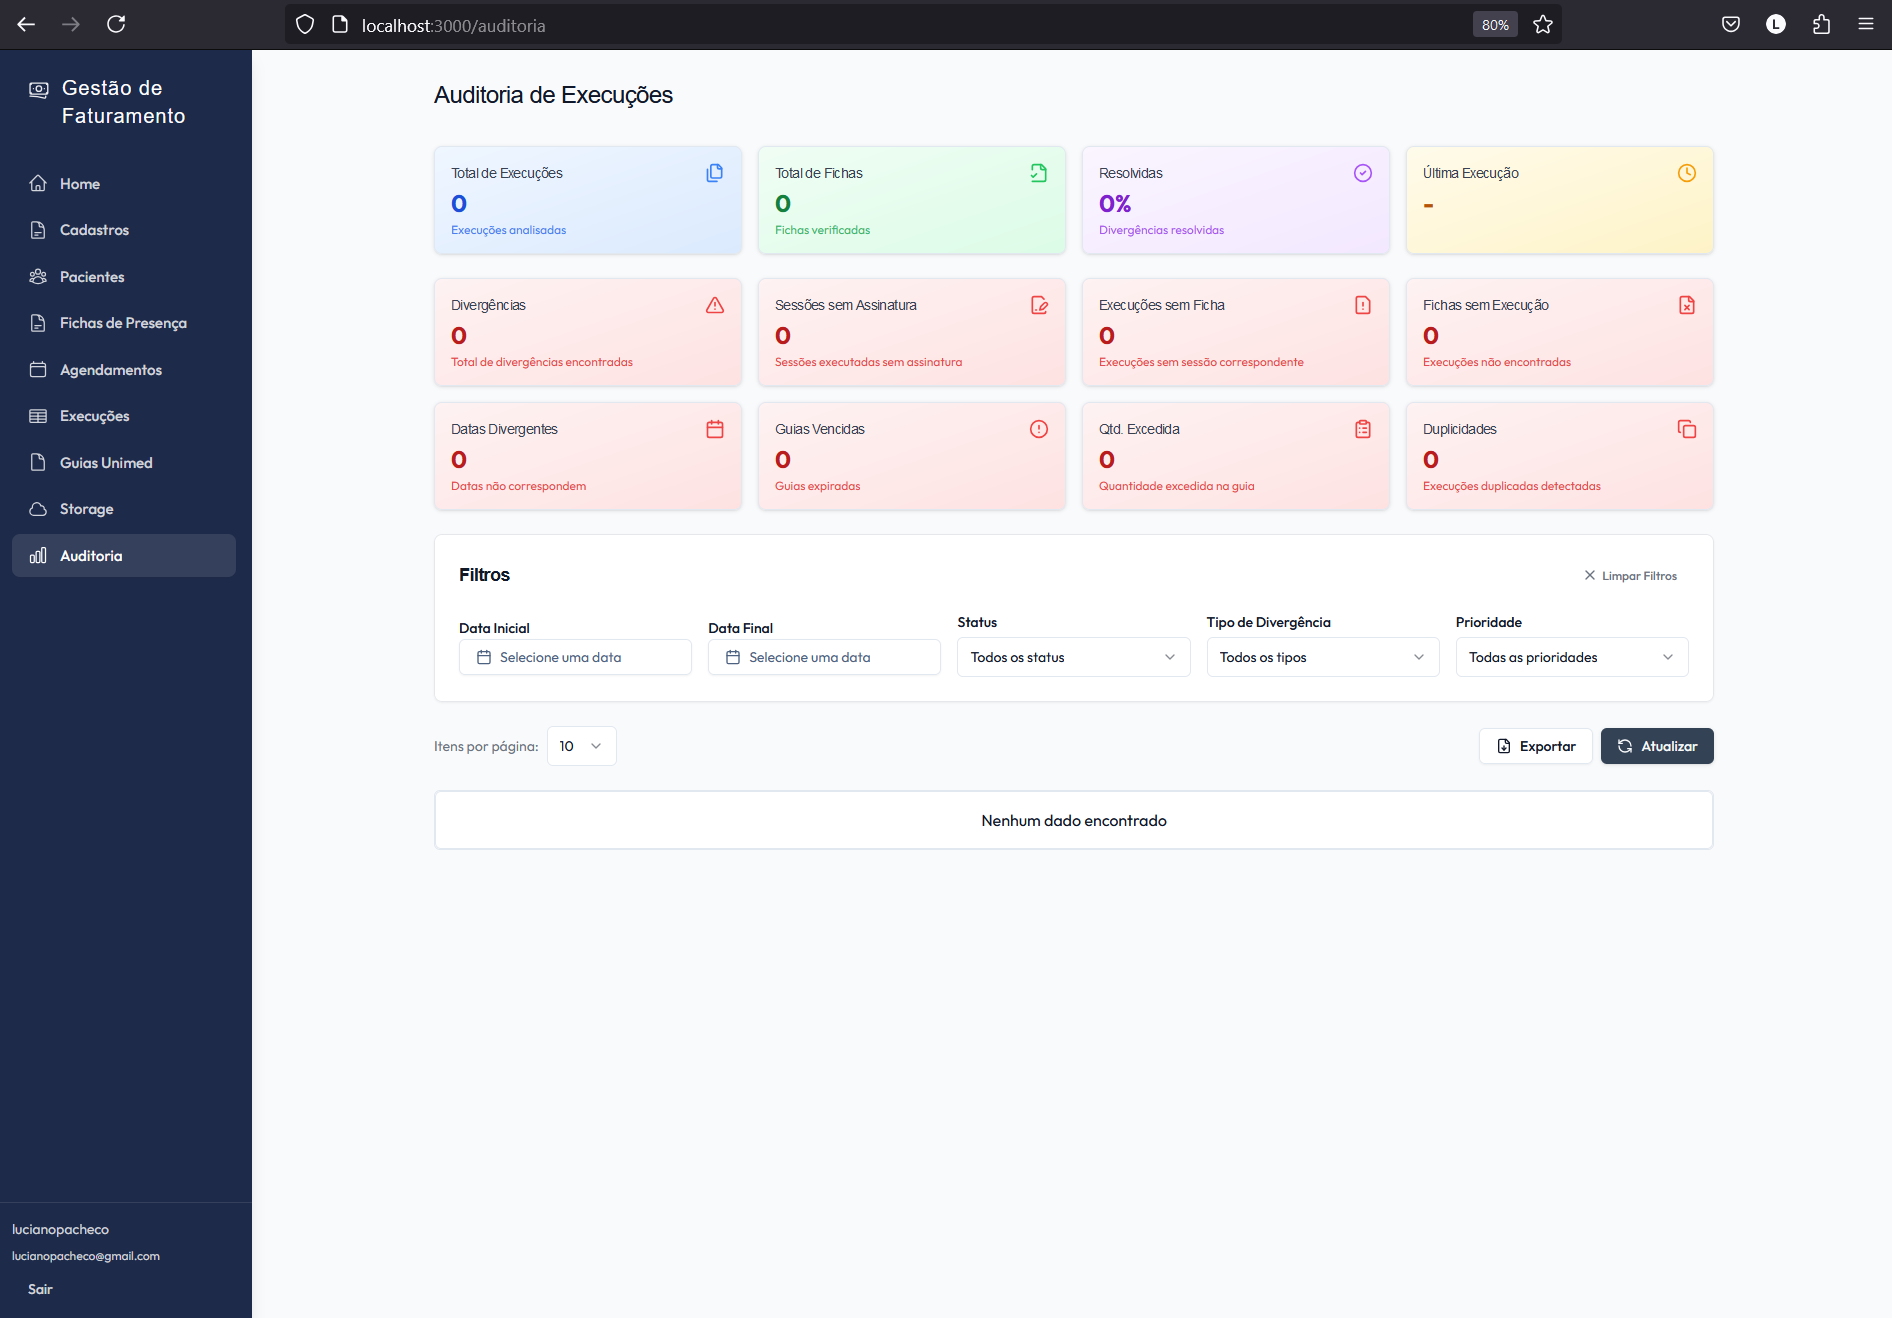 localhost:3000/auditoria
80%
L
Gestão de
Faturamento
Home
Cadastros
Pacientes
Fichas de Presença
Agendamentos
Execuções
Guias Unimed
Storage
Auditoria
lucianopacheco
lucianopacheco@gmail.com
Sair
Auditoria de Execuções
Total de Execuções
0
Execuções analisadas
Total de Fichas
0
Fichas verificadas
Resolvidas
0%
Divergências resolvidas
Última Execução
-
Divergências
0
Total de divergências encontradas
Sessões sem Assinatura
0
Sessões executadas sem assinatura
Execuções sem Ficha
0
Execuções sem sessão correspondente
Fichas sem Execução
0
Execuções não encontradas
Datas Divergentes
0
Datas não correspondem
Guias Vencidas
0
Guias expiradas
Qtd. Excedida
0
Quantidade excedida na guia
Duplicidades
0
Execuções duplicadas detectadas
Filtros
Limpar Filtros
Data Inicial
Selecione uma data
Data Final
Selecione uma data
Status
Todos os status
Tipo de Divergência
Todos os tipos
Prioridade
Todas as prioridades
Itens por página:
10
Exportar
Atualizar
Nenhum dado encontrado